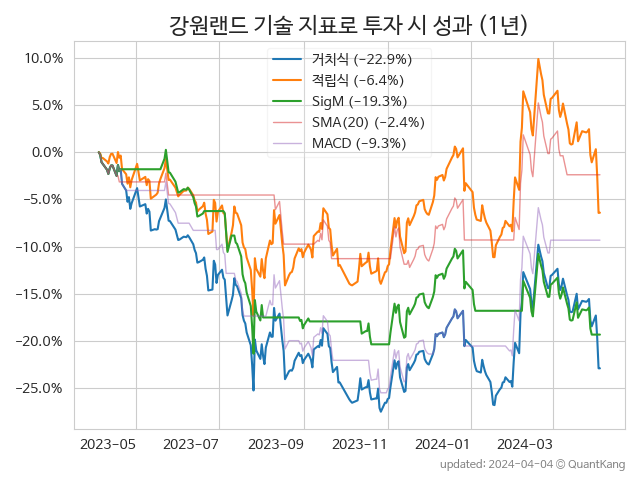 강원랜드 기술 지표로 투자 시 성과 (1년)
거치식 (−22.9%)
적립식 (−6.4%)
SigM (−19.3%)
SMA(20) (−2.4%)
MACD (−9.3%)
10.0%
5.0%
0.0%
−5.0%
−10.0%
−15.0%
−20.0%
−25.0%
2023-05 2023-07 2023-09 2023-11 2024-01 2024-03
updated: 2024-04-04 © QuantKang